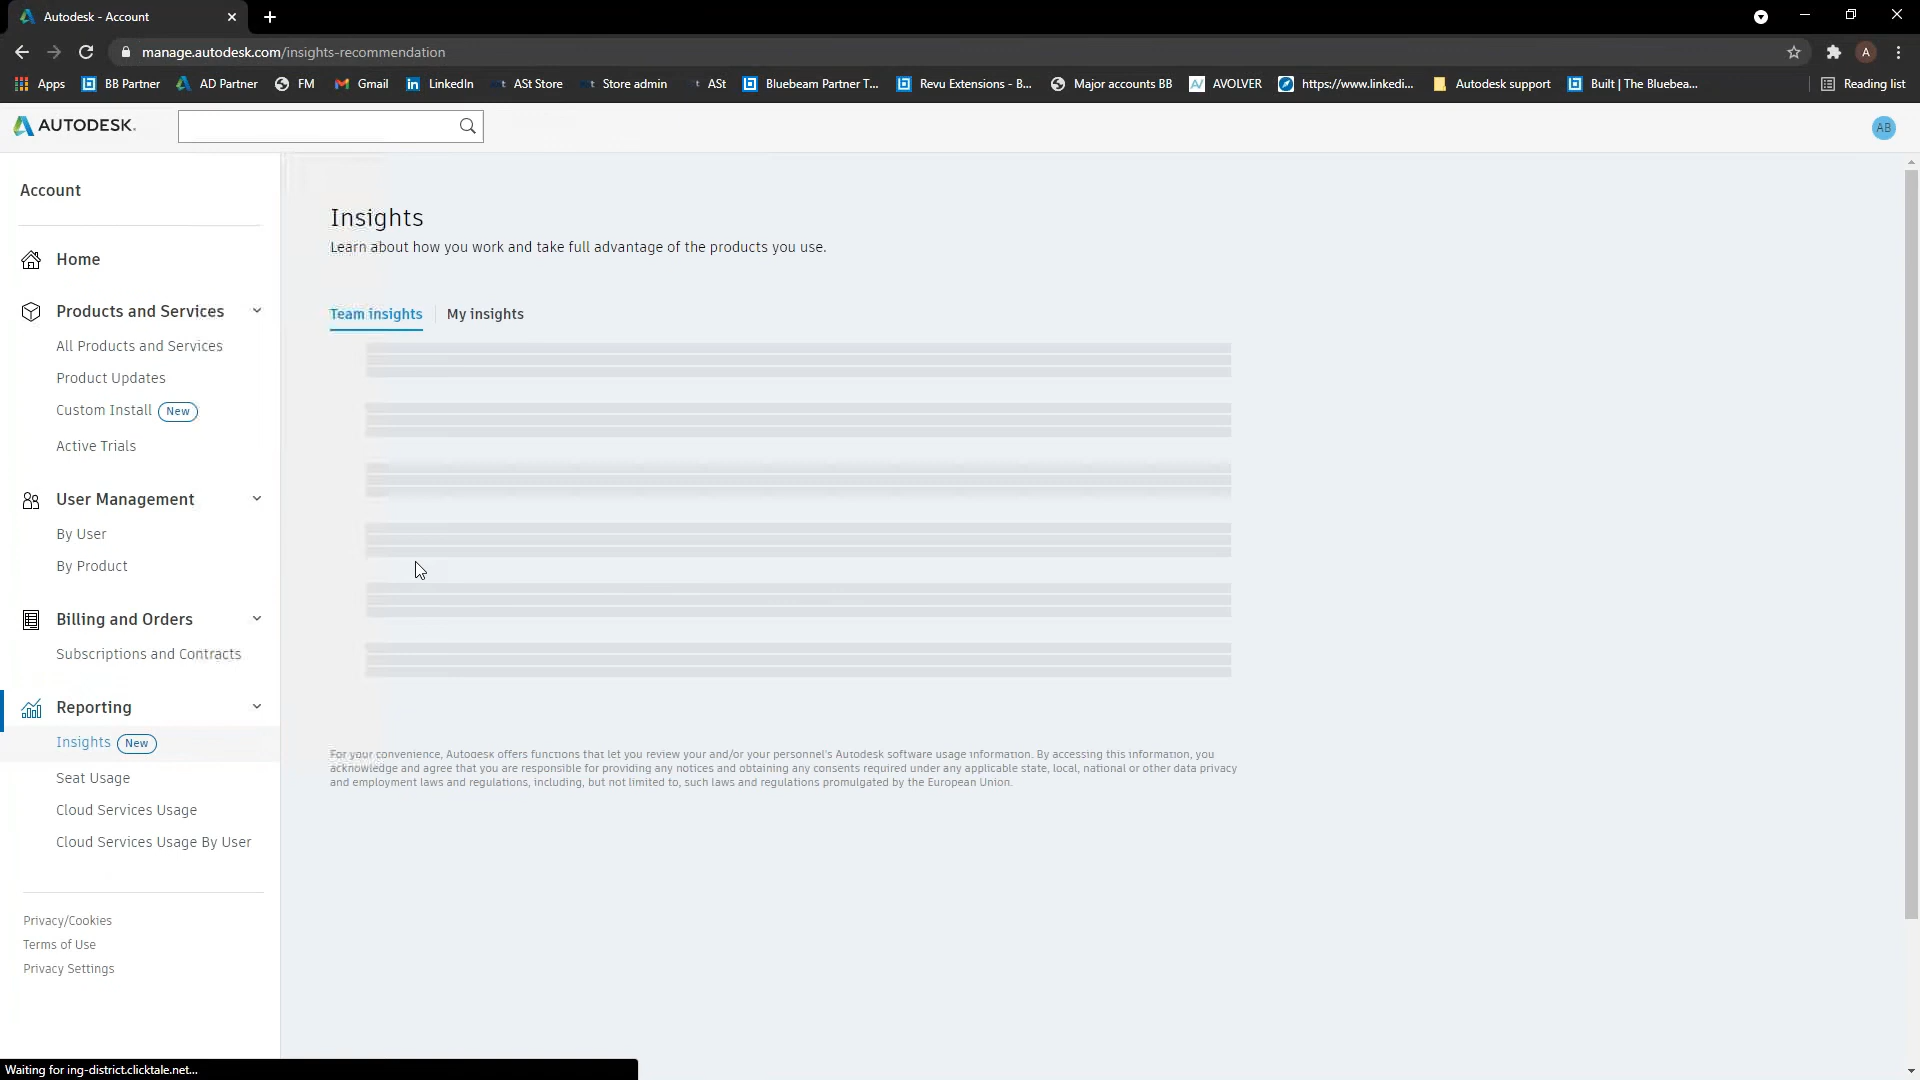 Autodesk - Account
manage.autodesk.com/insights-recommendation
A
Apps
BB Partner
AD Partner
FM
Gmail
LinkedIn
ASt Store
Store admin
ASt
Bluebeam Partner T...
Revu Extensions - B...
Major accounts BB
AVOLVER
https://www.linkedi...
Autodesk support
Built | The Bluebea...
Reading list
AUTODESK.
AB
Account
Home
Products and Services
All Products and Services
Product Updates
Custom Install New
Active Trials
User Management
By User
By Product
Billing and Orders
Subscriptions and Contracts
Reporting
Insights New
Seat Usage
Cloud Services Usage
Cloud Services Usage By User
Privacy/Cookies
Terms of Use
Privacy Settings
Insights
Learn about how you work and take full advantage of the products you use.
Team insights
My insights
For your convenience, Autodesk offers functions that let you review your and/or your personnel's Autodesk software usage information. By accessing this information, you
acknowledge and agree that you are responsible for providing any notices and obtaining any consents required under any applicable state, local, national or other data privacy
and employment laws and regulations, including, but not limited to, such laws and regulations promulgated by the European Union.
Waiting for ing-district.clicktale.net...